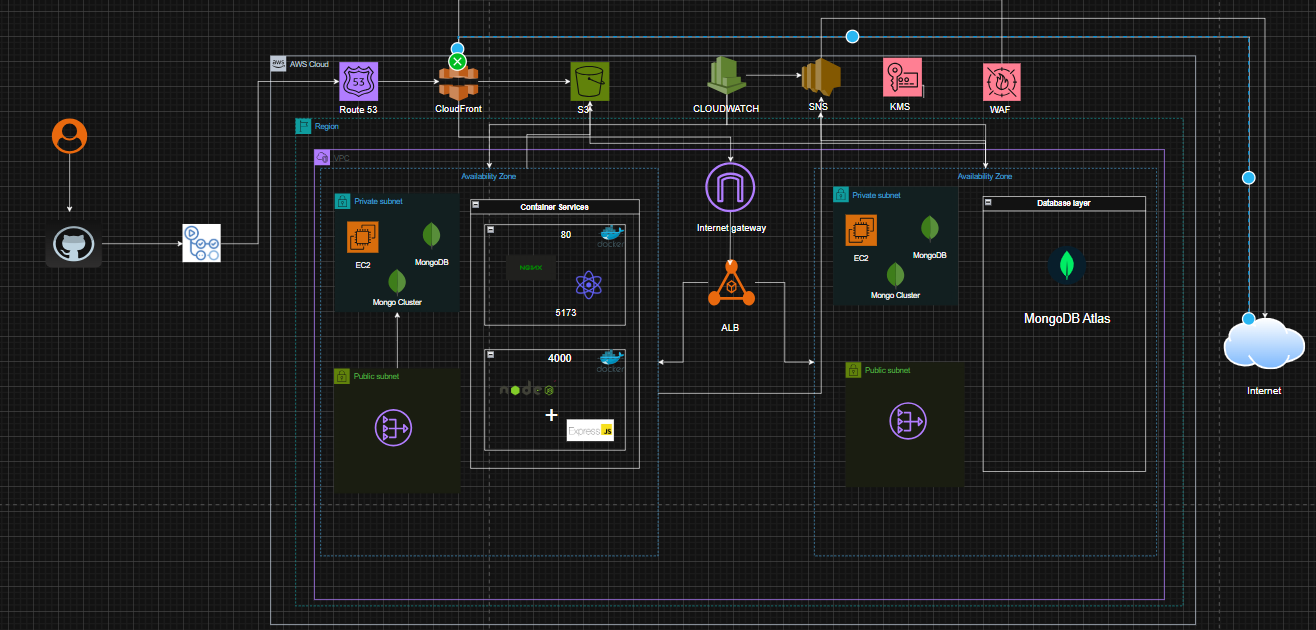 aws
AWS Cloud
53
Route 53
CloudFront
S3
CLOUDWATCH
SNS
KMS
WAF
Region
VPC
Availability Zone
Availability Zone
Private subnet
EC2
MongoDB
Mongo Cluster
Public subnet
Container Services
80
docker
NGINX
5173
4000
docker
node
JS
+
Express JS
Internet gateway
ALB
Private subnet
EC2
MongoDB
Mongo Cluster
Public subnet
Database layer
MongoDB Atlas
Internet